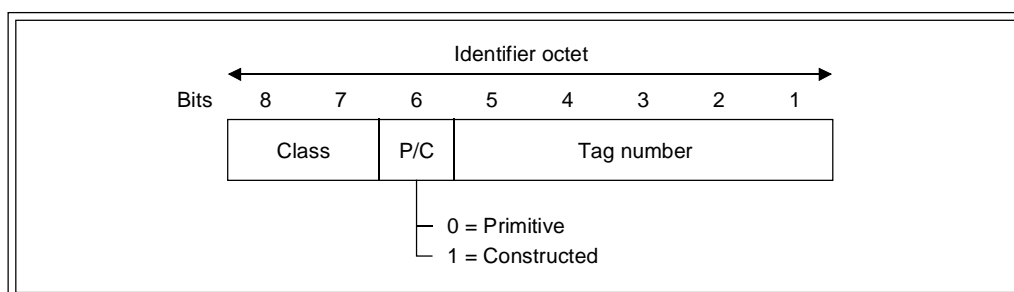 Identifier octet
Bits 8 7 6 5 4 3 2 1
Class P/C Tag number
0 = Primitive
1 = Constructed